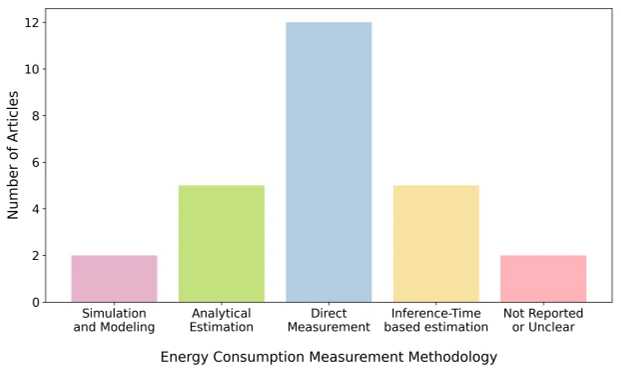 Number of Articles
12
10
8
6
4
2
0
Simulation
and Modeling
Analytical
Estimation
Direct
Measurement
Inference-Time
based estimation
Not Reported
or Unclear
Energy Consumption Measurement Methodology